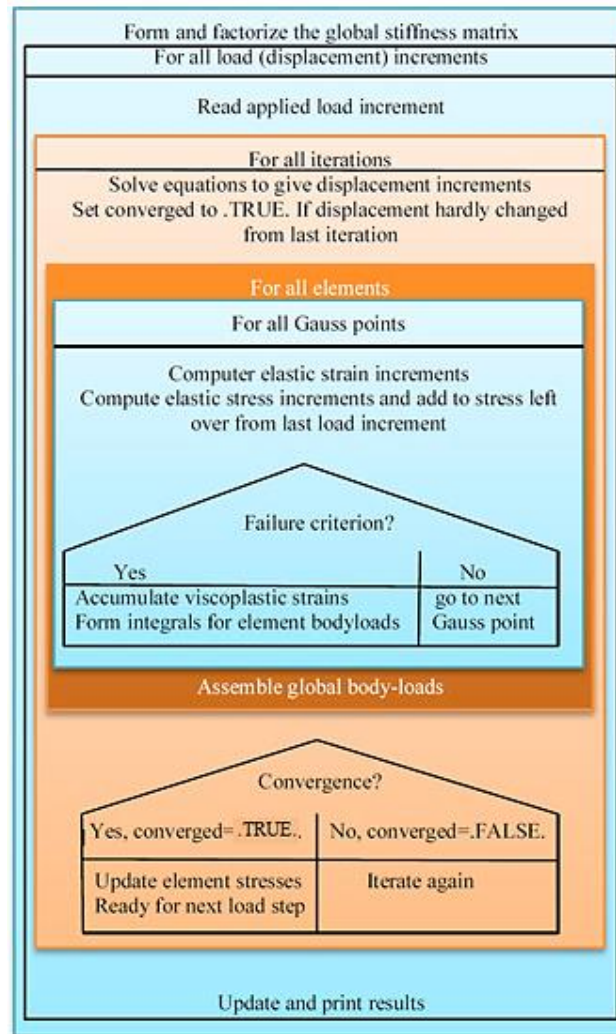 Form and factorize the global stiffness matrix
For all load (displacement) increments
Read applied load increment
For all iterations
Solve equations to give displacement increments
Set converged to .TRUE. If displacement hardly changed
from last iteration
For all elements
For all Gauss points
Computer elastic strain increments
Compute elastic stress increments and add to stress left
over from last load increment
Failure criterion?
Yes
No
Accumulate viscoplastic strains
Form integrals for element bodyloads
go to next
Gauss point
Assemble global body-loads
Convergence?
Yes, converged= .TRUE..
No, converged=.FALSE.
Update element stresses
Ready for next load step
Iterate again
Update and print results